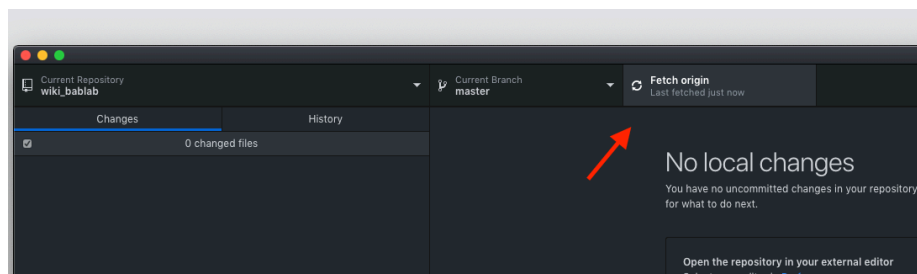 Current Repository
wiki_bablab
Current Branch
master
Fetch origin
Last fetched just now
Changes
History
0 changed files
No local changes
You have no uncommitted changes in your repository
for what to do next.
Open the repository in your external editor